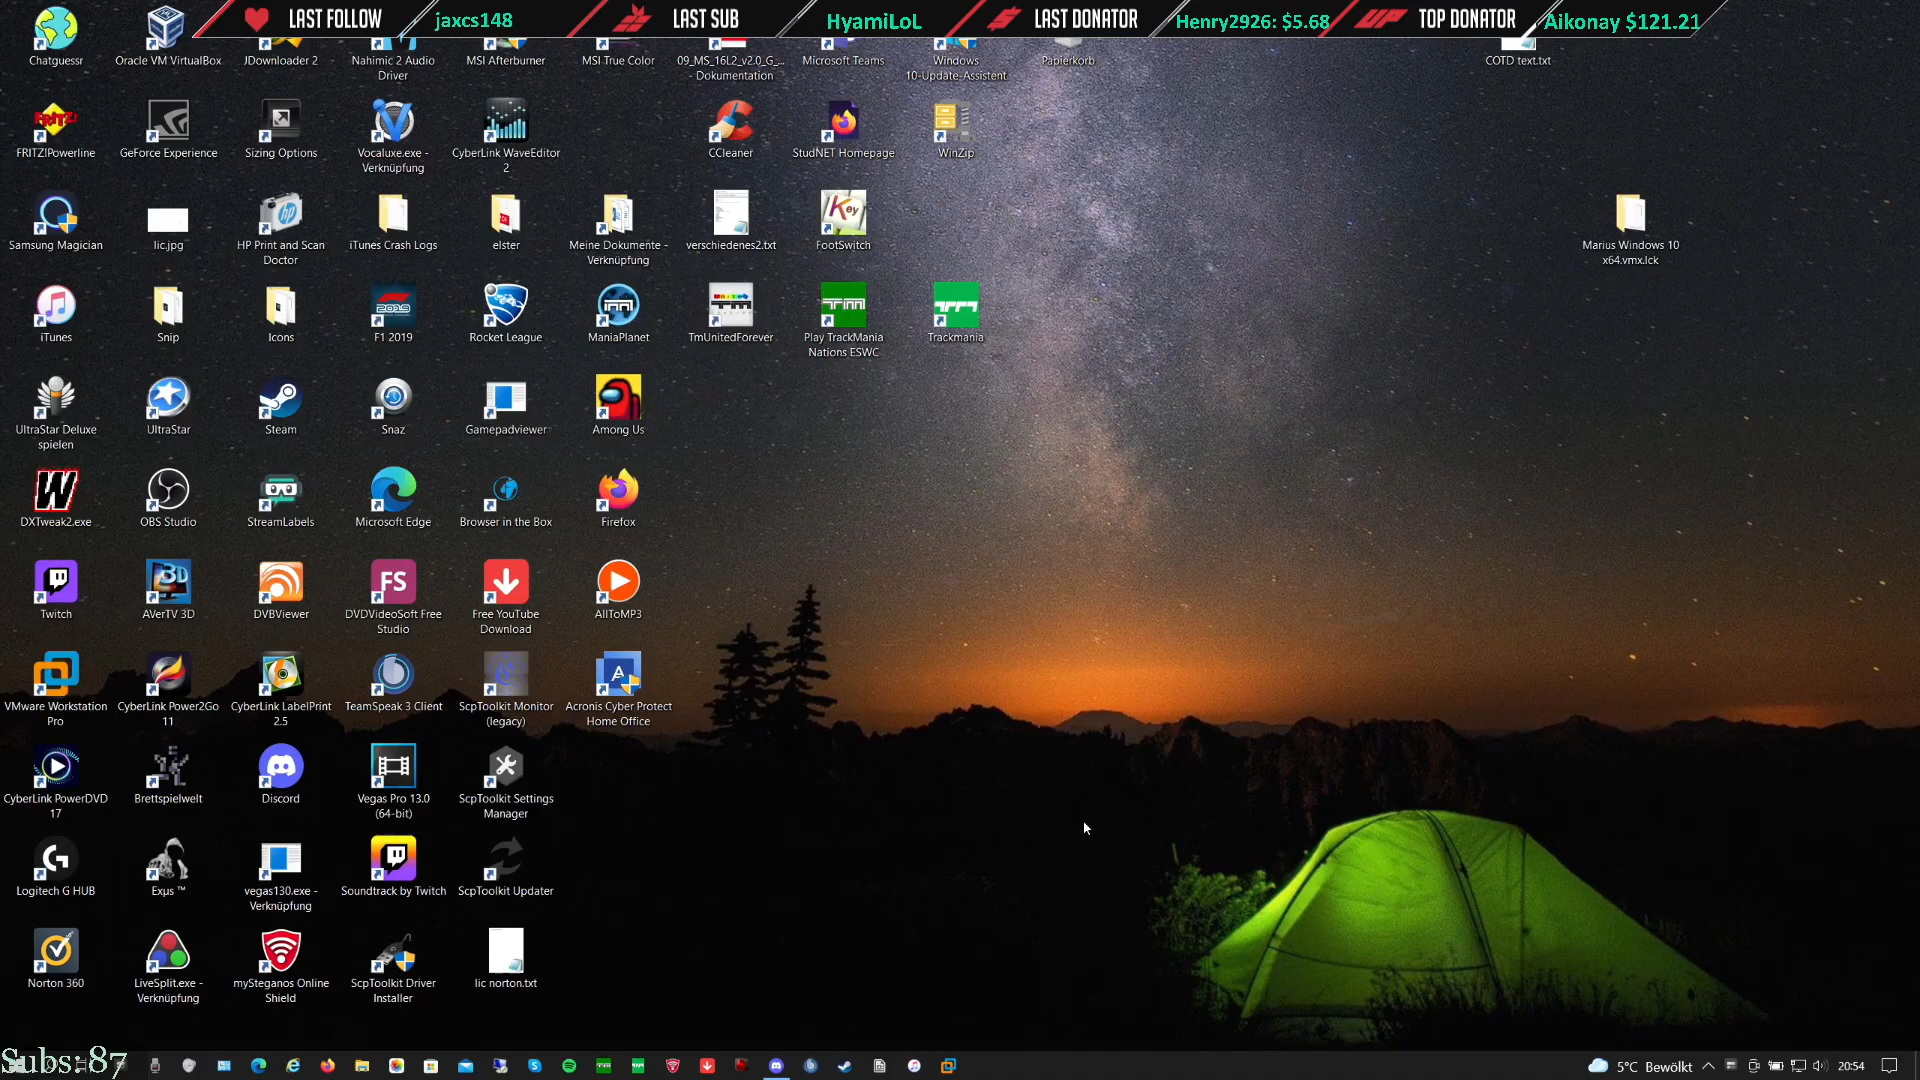 LAST FOLLOW
jaxcs148
LAST SUB
HyamiLoL
LAST DONATOR
Henry2926: $5.68
TOP DONATOR
Aikonay $121.21
Chatguessr
Oracle VM VirtualBox
JDownloader 2
Nahimic 2 Audio
Driver
MSI Afterburner
MSI True Color
09_MS_16L2_v2.0_G_...
- Dokumentation
Microsoft Teams
Windows
10-Update-Assistent
Papierkorb
COTD text.txt
FRITZ!
FRITZ!Powerline
GeForce Experience
Sizing Options
Vocaluxe.exe -
Verknüpfung
CyberLink WaveEditor
2
CCleaner
StudNET Homepage
WinZip
Samsung Magician
lic.jpg
HP Print and Scan
Doctor
iTunes Crash Logs
elster
Meine Dokumente -
Verknüpfung
verschiedenes2.txt
Key
FootSwitch
Marius Windows 10
x64.vmx.lck
iTunes
Snip
Icons
2019
F1 2019
Rocket League
ManiaPlanet
TmUnitedForever
Play TrackMania
Nations ESWC
Trackmania
UltraStar Deluxe
spielen
UltraStar
Steam
Snaz
Gamepadviewer
Among Us
W
DXTweak2.exe
OBS Studio
StreamLabels
Microsoft Edge
Browser in the Box
Firefox
Twitch
3D
AVerTV 3D
DVBViewer
FS
DVDVideoSoft Free
Studio
Free YouTube
Download
AllToMP3
VMware Workstation
Pro
CyberLink Power2Go
11
CyberLink LabelPrint
2.5
TeamSpeak 3 Client
ScpToolkit Monitor
(legacy)
A
Acronis Cyber Protect
Home Office
CyberLink PowerDVD
17
Brettspielwelt
Discord
Vegas Pro 13.0
(64-bit)
ScpToolkit Settings
Manager
Logitech G HUB
Exµs ™
vegas130.exe -
Verknüpfung
Soundtrack by Twitch
ScpToolkit Updater
Norton 360
LiveSplit.exe -
Verknüpfung
mySteganos Online
Shield
ScpToolkit Driver
Installer
lic norton.txt
Subs:87
5°C Bewölkt
20:54